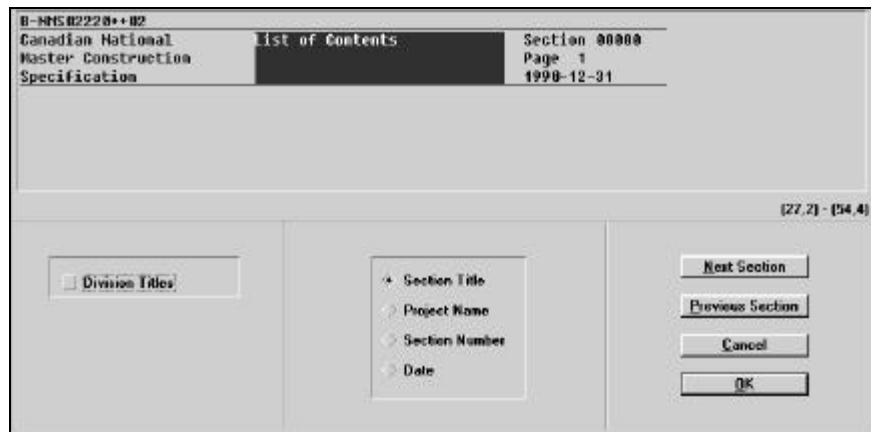 B-NMS02220**02
Canadian National List of Contents Section 00000
Master Construction Page 1
Specification 1990-12-31
(27,2) - (54,4)
Division Titles
Section Title
Project Name
Section Number
Date
Next Section
Previous Section
Cancel
OK